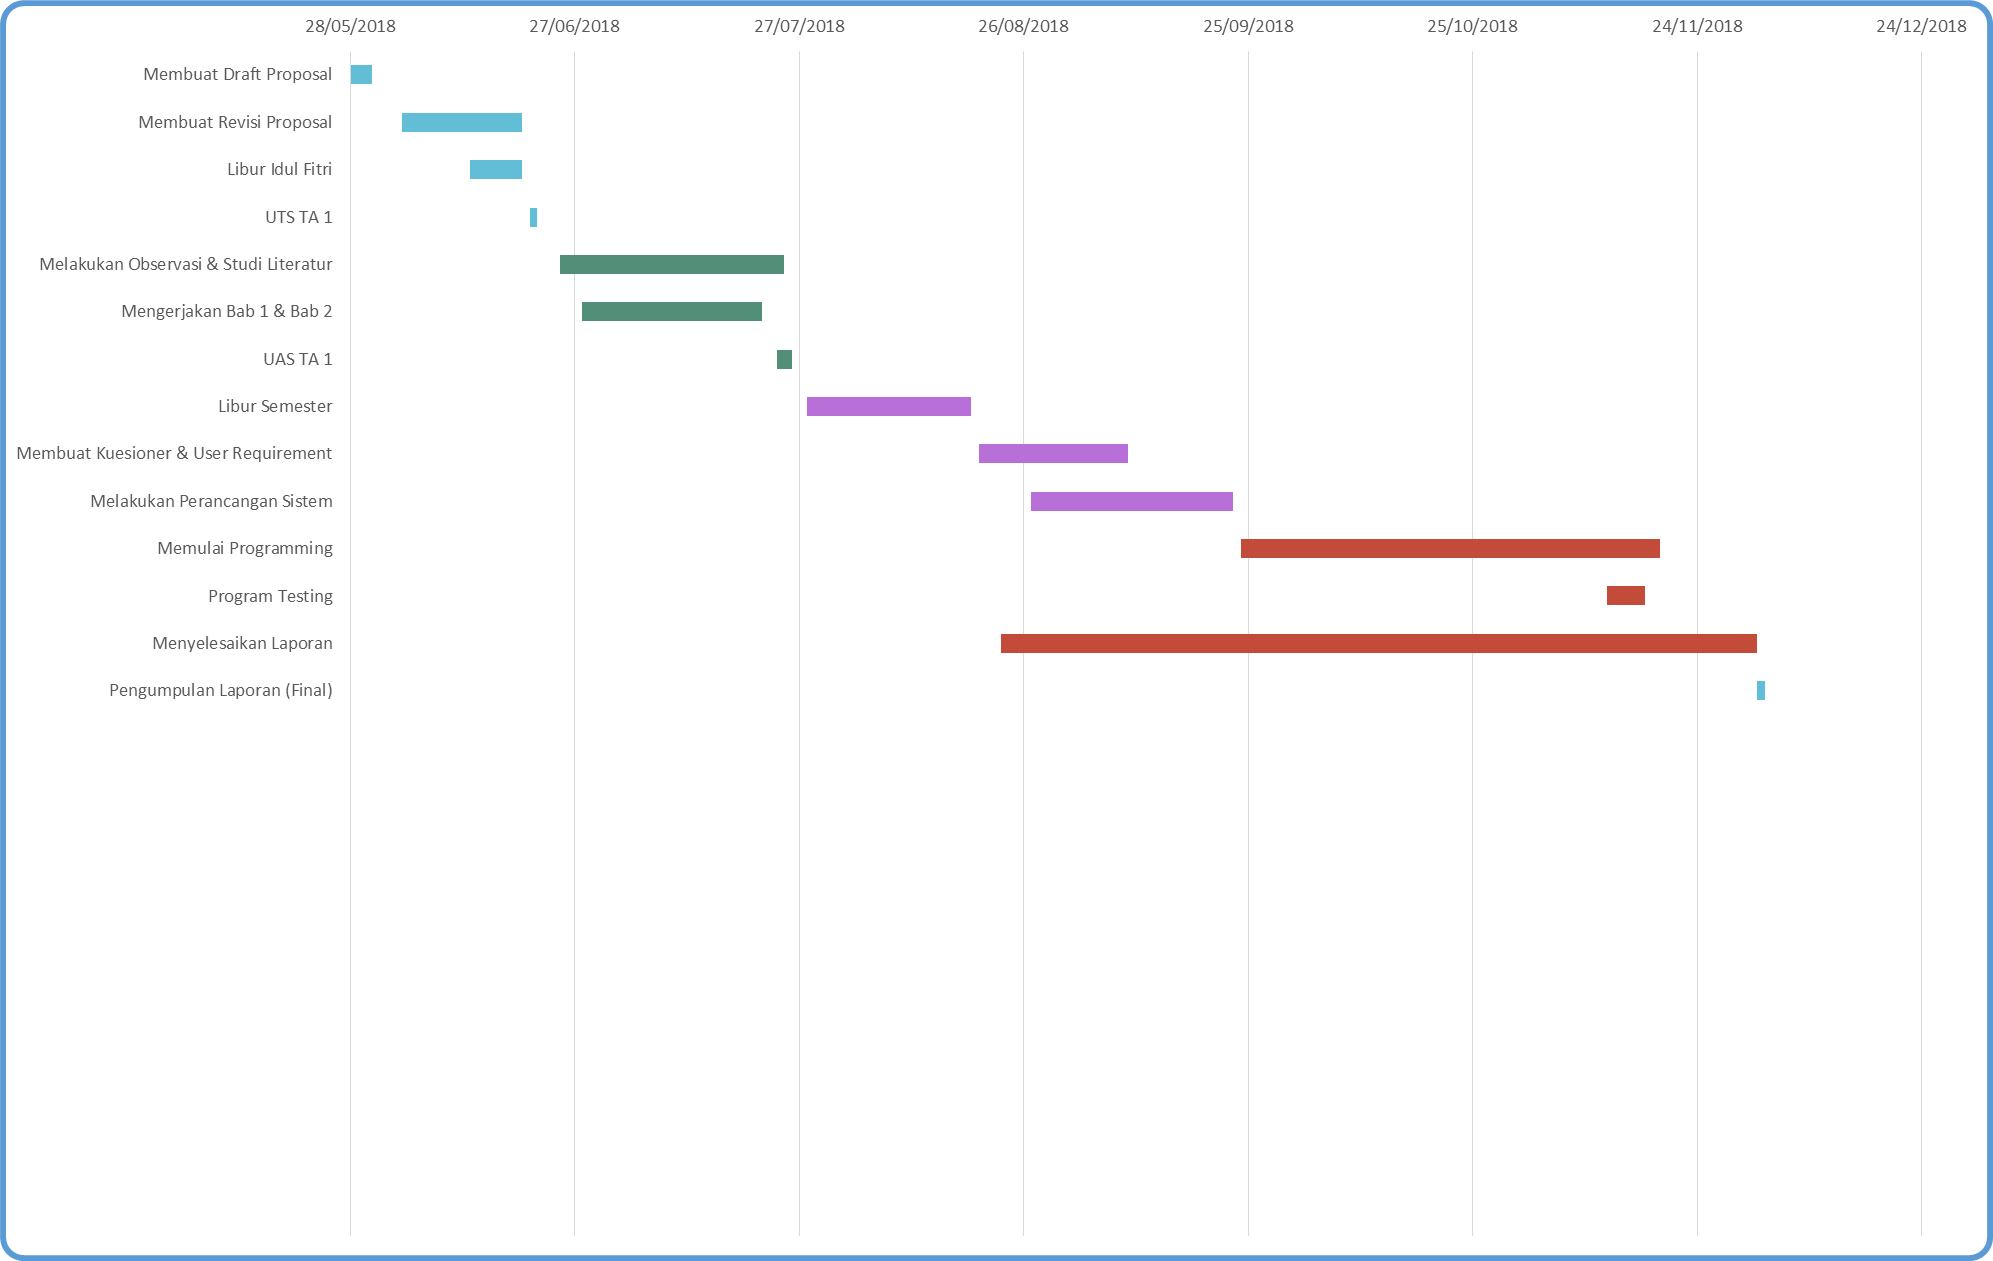 28/05/2018 27/06/2018 27/07/2018 26/08/2018 25/09/2018 25/10/2018 24/11/2018 24/12/2018
Membuat Draft Proposal
Membuat Revisi Proposal
Libur Idul Fitri
UTS TA 1
Melakukan Observasi & Studi Literatur
Mengerjakan Bab 1 & Bab 2
UAS TA 1
Libur Semester
Membuat Kuesioner & User Requirement
Melakukan Perancangan Sistem
Memulai Programming
Program Testing
Menyelesaikan Laporan
Pengumpulan Laporan (Final)